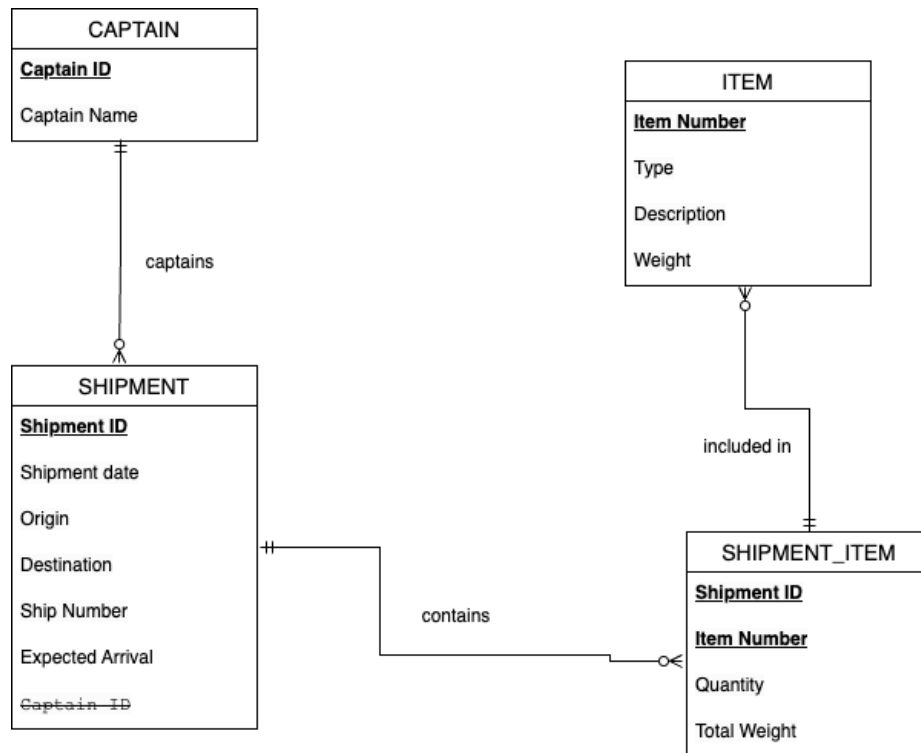 CAPTAIN
Captain ID
Captain Name
captains
SHIPMENT
Shipment ID
Shipment date
Origin
Destination
Ship Number
Expected Arrival
Captain ID
contains
ITEM
Item Number
Type
Description
Weight
included in
SHIPMENT_ITEM
Shipment ID
Item Number
Quantity
Total Weight